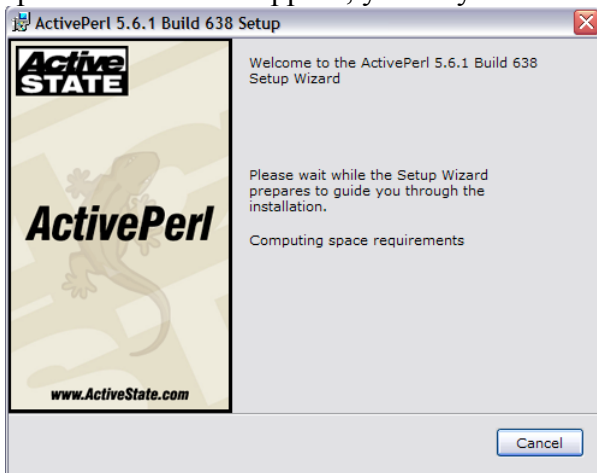 ActivePerl 5.6.1 Build 638 Setup
Active
STATE
Welcome to the ActivePerl 5.6.1 Build 638
Setup Wizard
Please wait while the Setup Wizard
prepares to guide you through the
installation.
Computing space requirements
ActivePerl
www.ActiveState.com
Cancel